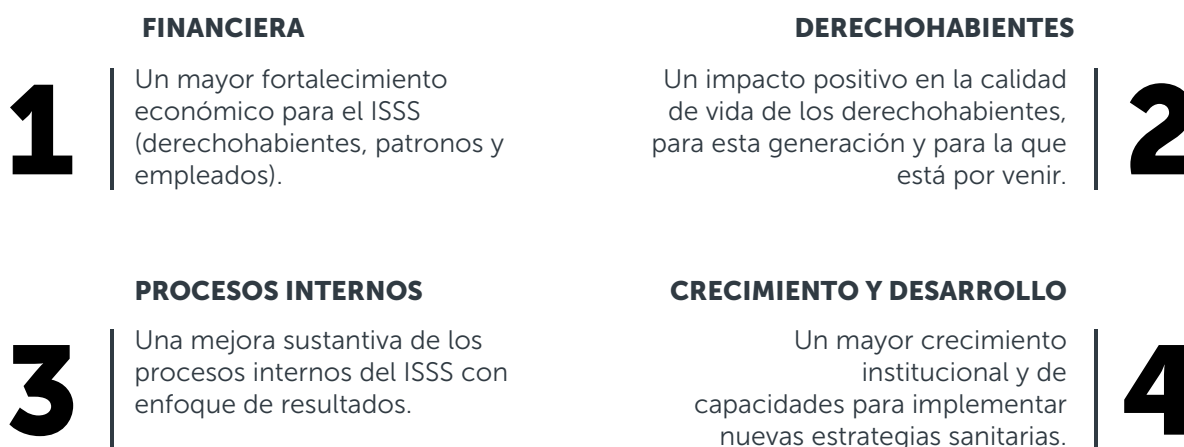 FINANCIERA
1
Un mayor fortalecimiento
económico para el ISSS
(derechohabientes, patronos y
empleados).
DERECHOHABIENTES
Un impacto positivo en la calidad
de vida de los derechohabientes,
para esta generación y para la que
está por venir.
2
PROCESOS INTERNOS
3
Una mejora sustantiva de los
procesos internos del ISSS con
enfoque de resultados.
CRECIMIENTO Y DESARROLLO
Un mayor crecimiento
institucional y de
capacidades para implementar
nuevas estrategias sanitarias.
4